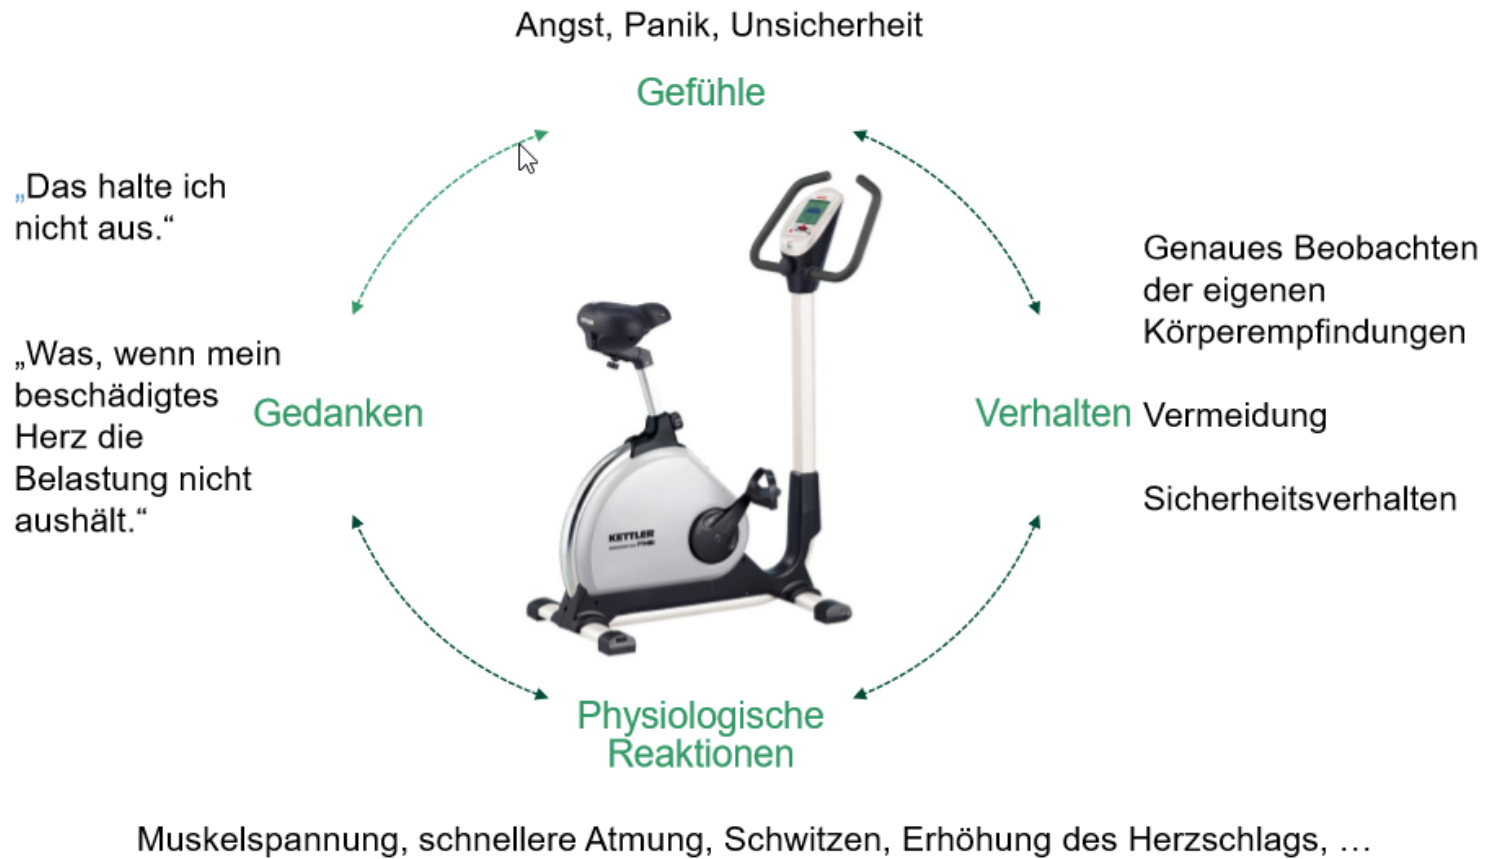 Angst, Panik, Unsicherheit
Gefühle
„Das halte ich
nicht aus.“
„Was, wenn mein
beschädigtes
Herz die
Belastung nicht
aushält.“
Gedanken
Genaues Beobachten
der eigenen
Körperempfindungen
Verhalten
Vermeidung
Sicherheitsverhalten
KETTLER
Physiologische
Reaktionen
Muskelspannung, schnellere Atmung, Schwitzen, Erhöhung des Herzschlags, …